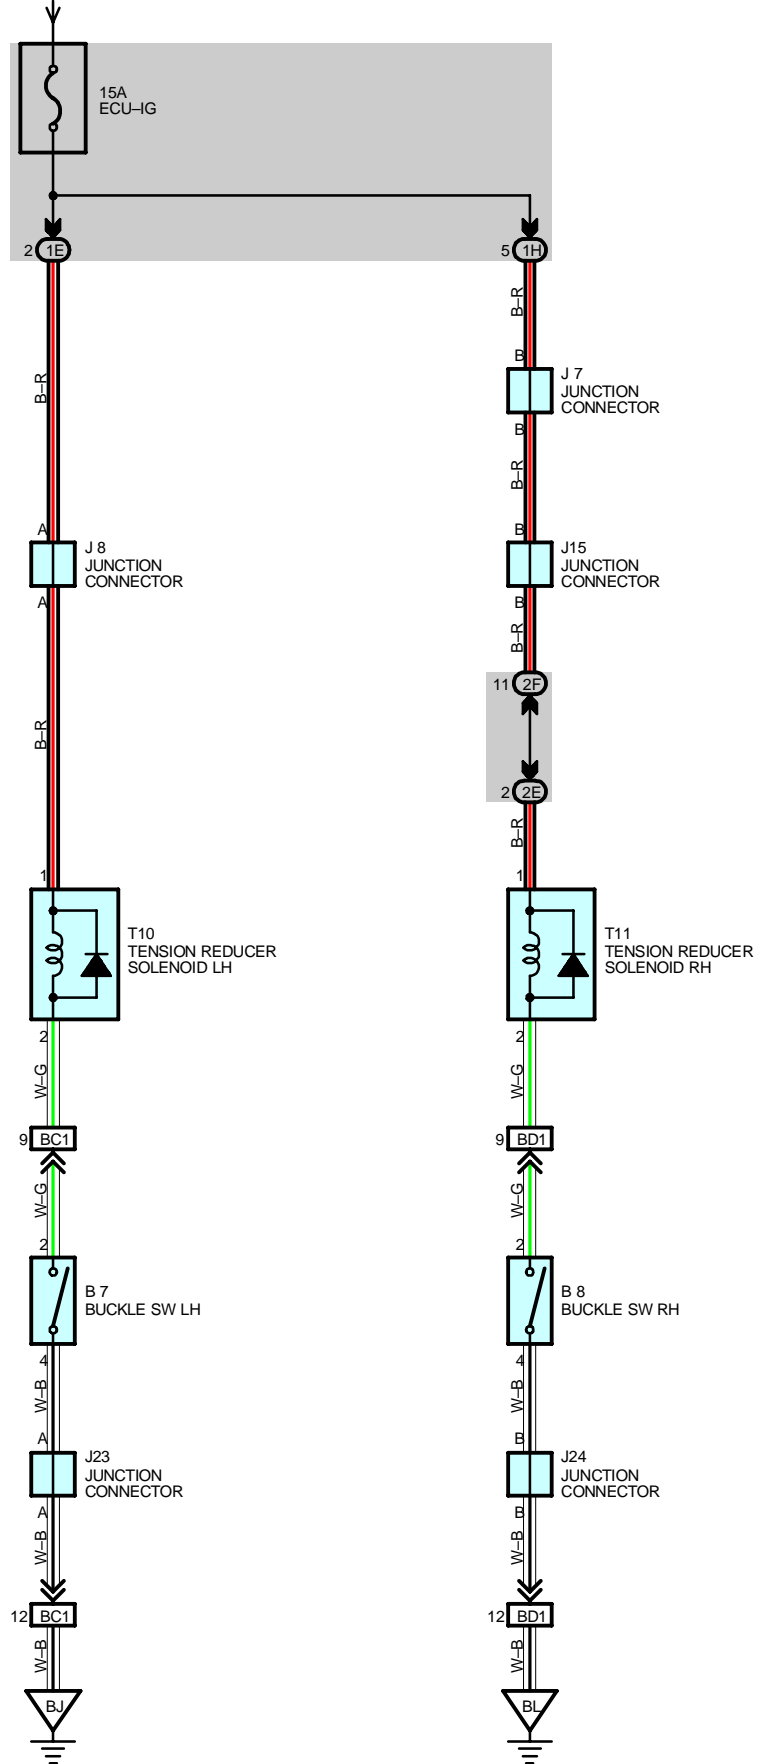 15A
ECU–IG
2 1E
5 1H
B–R
B–R
B
J 7
JUNCTION
CONNECTOR
B
B–R
A
J 8
JUNCTION
CONNECTOR
A
B
J15
JUNCTION
CONNECTOR
B
B–R
11 2F
B–R
2 2E
B–R
1
T10
TENSION REDUCER
SOLENOID LH
2
1
T11
TENSION REDUCER
SOLENOID RH
2
W–G
W–G
9 BC1
9 BD1
W–G
W–G
2
B 7
BUCKLE SW LH
4
2
B 8
BUCKLE SW RH
4
W–B
W–B
A
J23
JUNCTION
CONNECTOR
A
B
J24
JUNCTION
CONNECTOR
B
W–B
W–B
12 BC1
12 BD1
W–B
W–B
BJ
BL